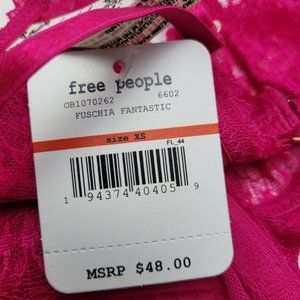 free people
OB1070262 6602
FUSCHIA FANTASTIC
size XS
FL_44
1 94374 40405 9
MSRP $48.00